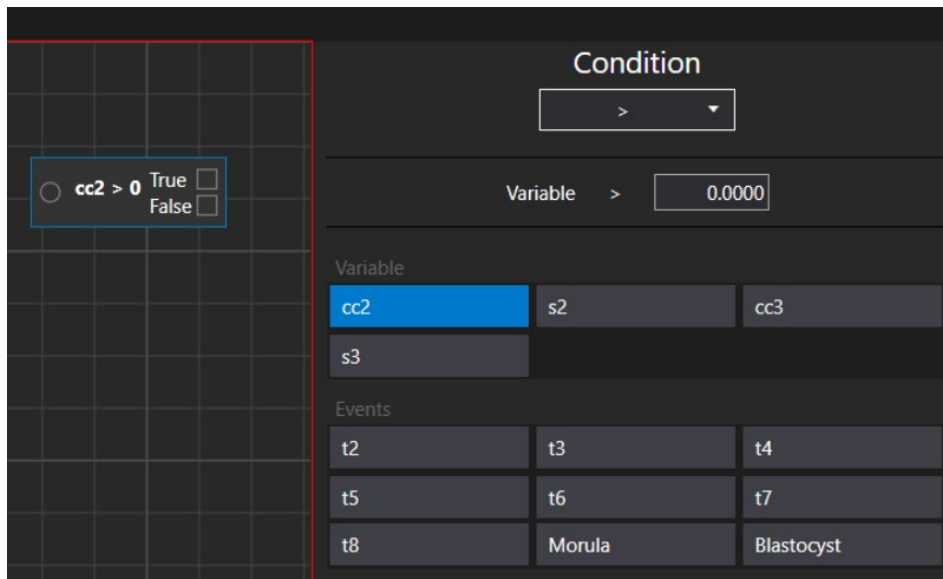 cc2 > 0
True
False
Condition
>
Variable > 0.0000
Variable
cc2 s2 cc3
s3
Events
t2 t3 t4
t5 t6 t7
t8 Morula Blastocyst